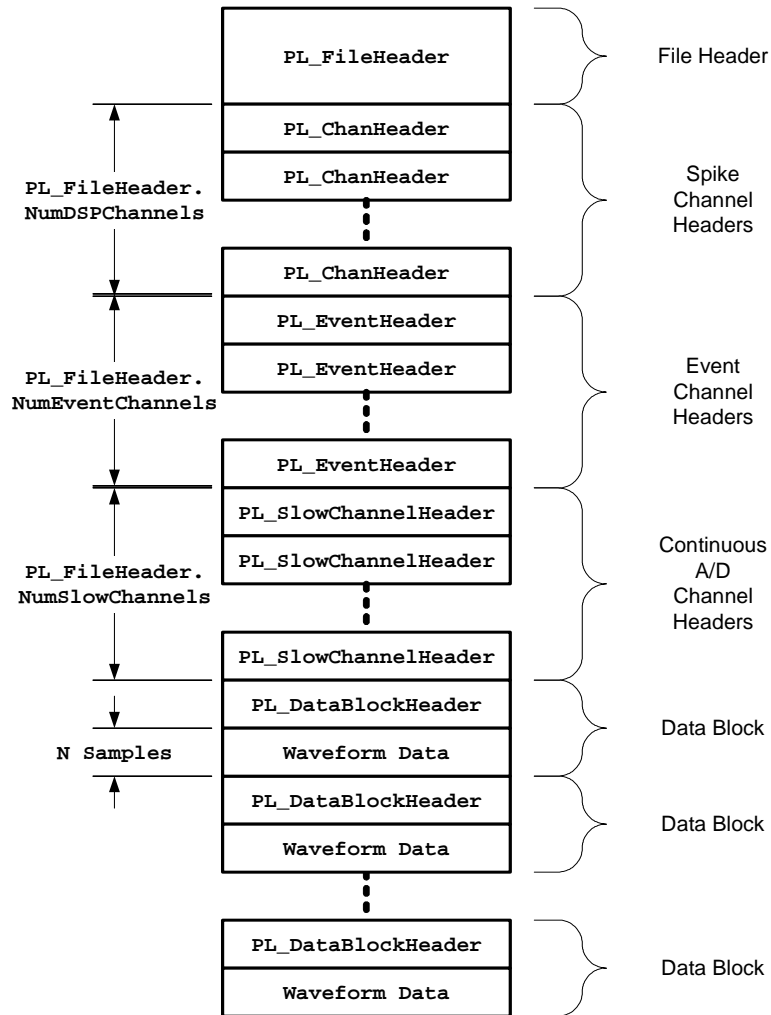 PL_FileHeader
File Header
PL_ChanHeader
PL_ChanHeader
PL_FileHeader.
NumDSPChannels
Spike
Channel
Headers
PL_ChanHeader
PL_EventHeader
PL_EventHeader
PL_FileHeader.
NumEventChannels
Event
Channel
Headers
PL_EventHeader
PL_SlowChannelHeader
PL_SlowChannelHeader
PL_FileHeader.
NumSlowChannels
Continuous
A/D
Channel
Headers
PL_SlowChannelHeader
PL_DataBlockHeader
N Samples
Waveform Data
Data Block
PL_DataBlockHeader
Waveform Data
Data Block
PL_DataBlockHeader
Waveform Data
Data Block